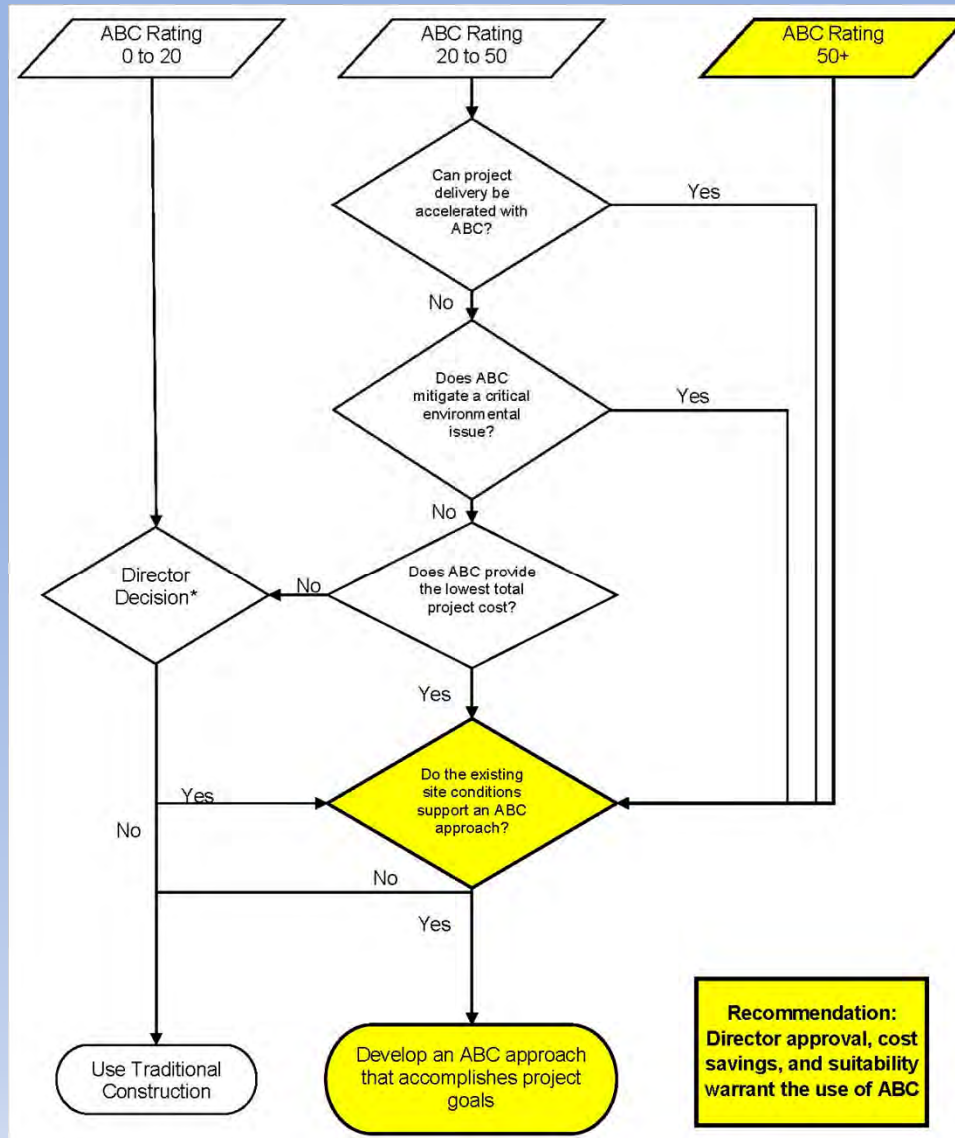 ABC Rating
0 to 20
ABC Rating
20 to 50
ABC Rating
50+
Can project
delivery be
accelerated with
ABC?
Yes
No
Does ABC
mitigate a critical
environmental
issue?
Yes
No
Director
Decision*
No
Does ABC provide
the lowest total
project cost?
Yes
Do the existing
site conditions
support an ABC
approach?
Yes
No
No
Yes
Use Traditional
Construction
Develop an ABC approach
that accomplishes project
goals
Recommendation:
Director approval, cost
savings, and suitability
warrant the use of ABC